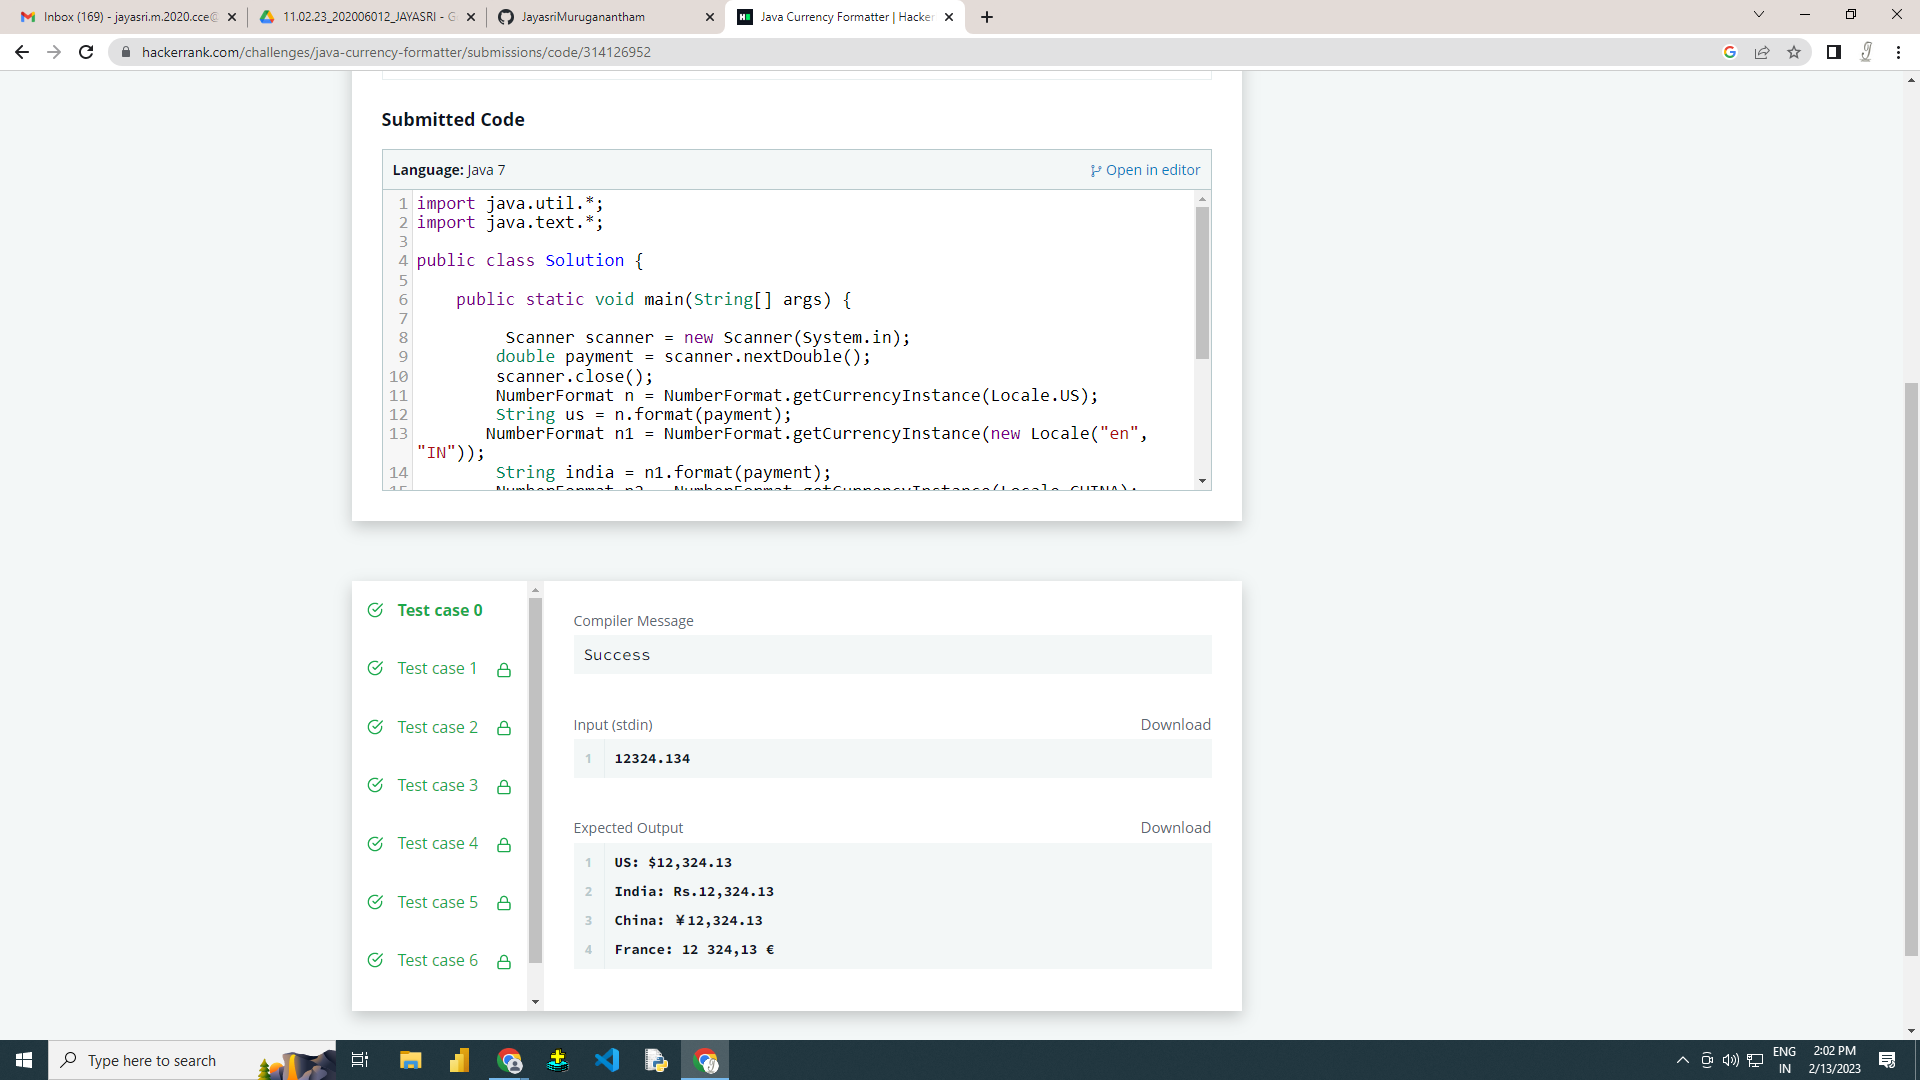 Inbox (169) - jayasri.m.2020.cce@
11.02.23_202006012_JAYASRI - G
JayasriMuruganantham
Java Currency Formatter | Hacker
hackerrank.com/challenges/java-currency-formatter/submissions/code/314126952
Submitted Code
Language: Java 7
Open in editor
1 import java.util.*;
2 import java.text.*;
3
4 public class Solution {
5
6 public static void main(String[] args) {
7
8 Scanner scanner = new Scanner(System.in);
9 double payment = scanner.nextDouble();
10 scanner.close();
11 NumberFormat n = NumberFormat.getCurrencyInstance(Locale.US);
12 String us = n.format(payment);
13 NumberFormat n1 = NumberFormat.getCurrencyInstance(new Locale("en",
"IN"));
14 String india = n1.format(payment);
15 NumberFormat n2 = NumberFormat.getCurrencyInstance(Locale.CHINA);
Test case 0
Test case 1
Test case 2
Test case 3
Test case 4
Test case 5
Test case 6
Compiler Message
Success
Input (stdin)
Download
1 12324.134
Expected Output
Download
1 US: $12,324.13
2 India: Rs.12,324.13
3 China: ￥12,324.13
4 France: 12 324,13 €
Type here to search
ENG
IN
2:02 PM
2/13/2023